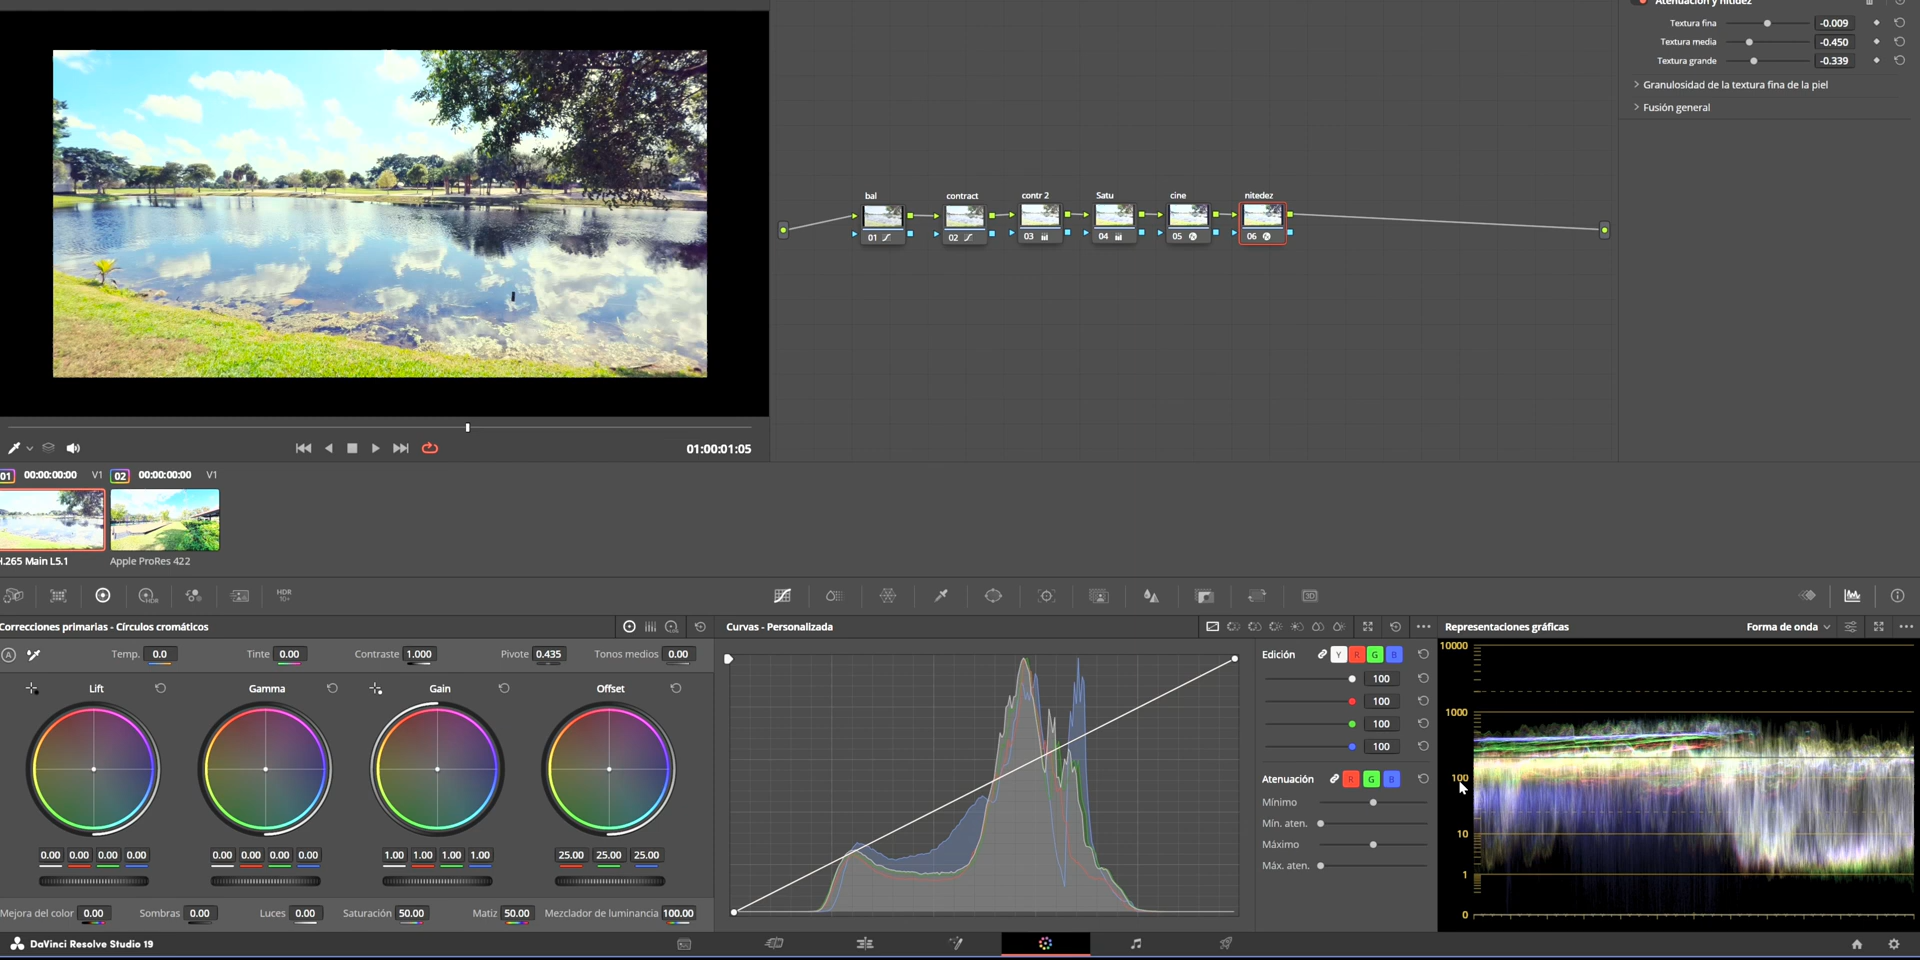 Atenuación y nitidez
Textura fina -0.009
Textura media -0.450
Textura grande -0.339
Granulosidad de la textura fina de la piel
Fusión general
bal contract contr 2 Satu cine nitedez
01 02 03 04 05 06
01:00:01:05
01 00:00:00:00 V1 02 00:00:00:00 V1
H.265 Main L5.1 Apple ProRes 422
HDR HDR 10+ 3D
Correcciones primarias - Círculos cromáticos
A Temp. 0.0 Tinte 0.00 Contraste 1.000 Pivote 0.435 Tonos medios 0.00
Lift Gamma Gain Offset
0.00 0.00 0.00 0.00 0.00 0.00 0.00 0.00 1.00 1.00 1.00 1.00 25.00 25.00 25.00
Mejora del color 0.00 Sombras 0.00 Luces 0.00 Saturación 50.00 Matiz 50.00 Mezclador de luminancia 100.00
Curvas - Personalizada
Edición Y R G B
100
100
100
100
Atenuación R G B
Mínimo
Mín. aten.
Máximo
Máx. aten.
Representaciones gráficas Forma de onda
10000
1000
100
10
1
0
DaVinci Resolve Studio 19